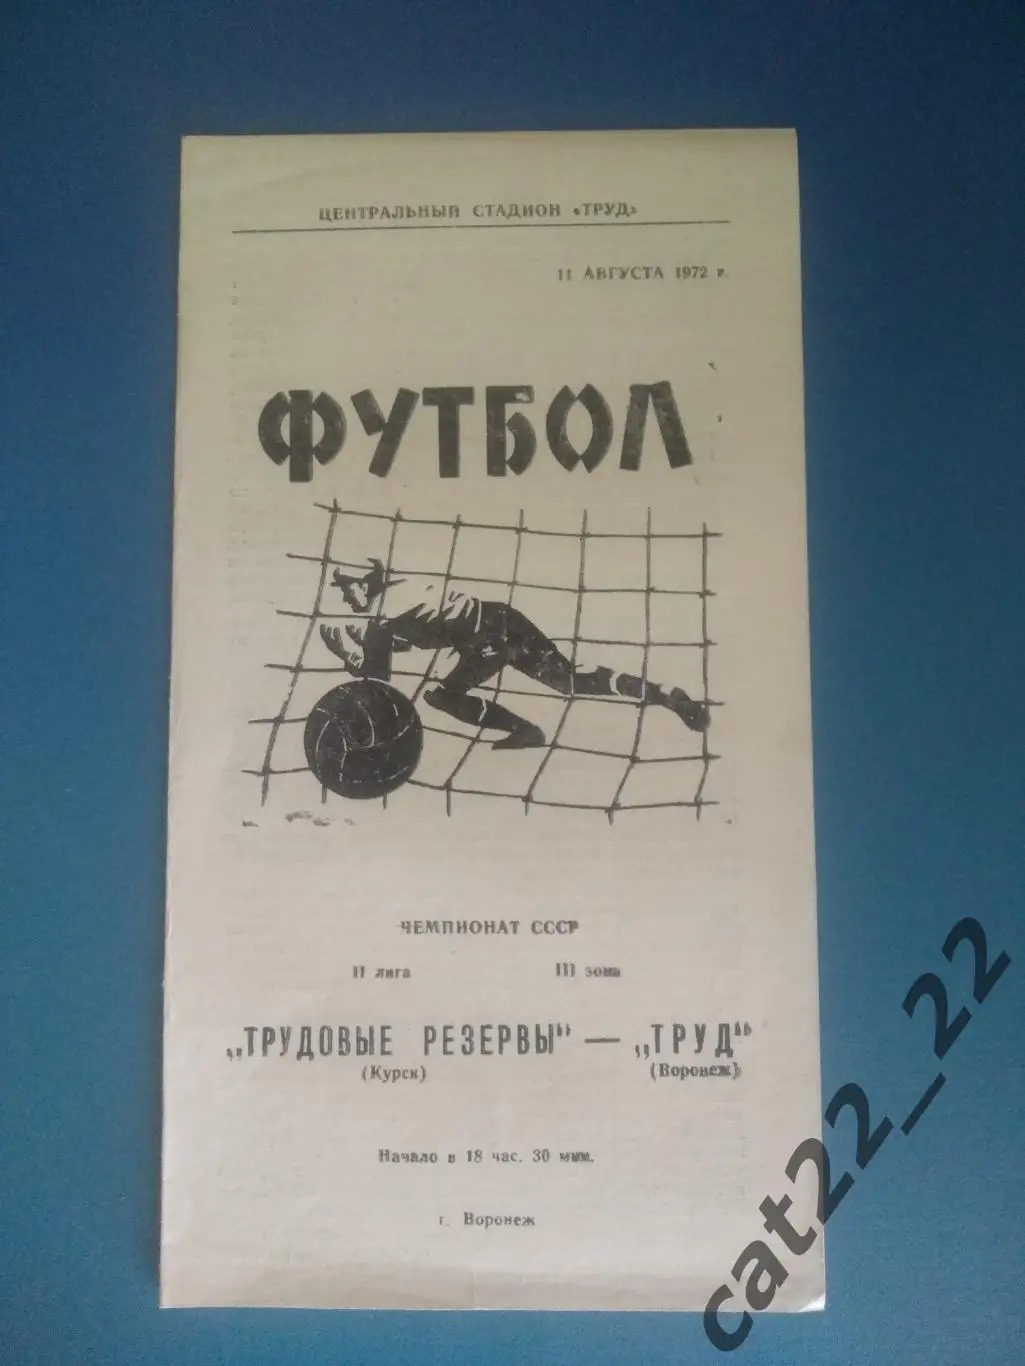 ЦЕНТРАЛЬНЫЙ СТАДИОН «ТРУД»
11 АВГУСТА 1972 г.
ФУТБОЛ
ЧЕМПИОНАТ СССР
II лига III зона
„ТРУДОВЫЕ РЕЗЕРВЫ" — „ТРУД"
(Курск) (Воронеж)
Начало в 18 час. 30 мин.
г. Воронеж
cat22_22